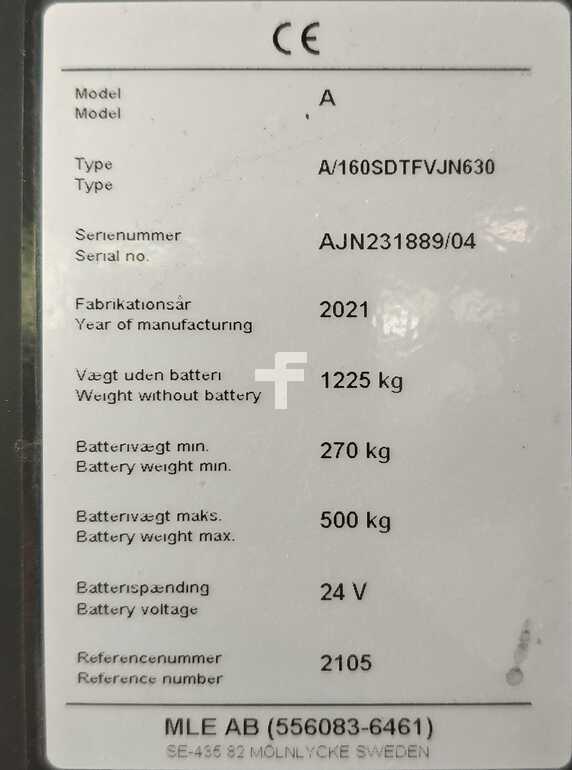 CE
Model
Model
A
Type
Type
A/160SDTFVJN630
Serienummer
Serial no.
AJN231889/04
Fabrikationsår
Year of manufacturing
2021
Vægt uden batteri
Weight without battery
1225 kg
Batterivægt min.
Battery weight min.
270 kg
Batterivægt maks.
Battery weight max.
500 kg
Batterispænding
Battery voltage
24 V
Referencenummer
Reference number
2105
MLE AB (556083-6461)
SE-435 82 MÖLNLYCKE SWEDEN